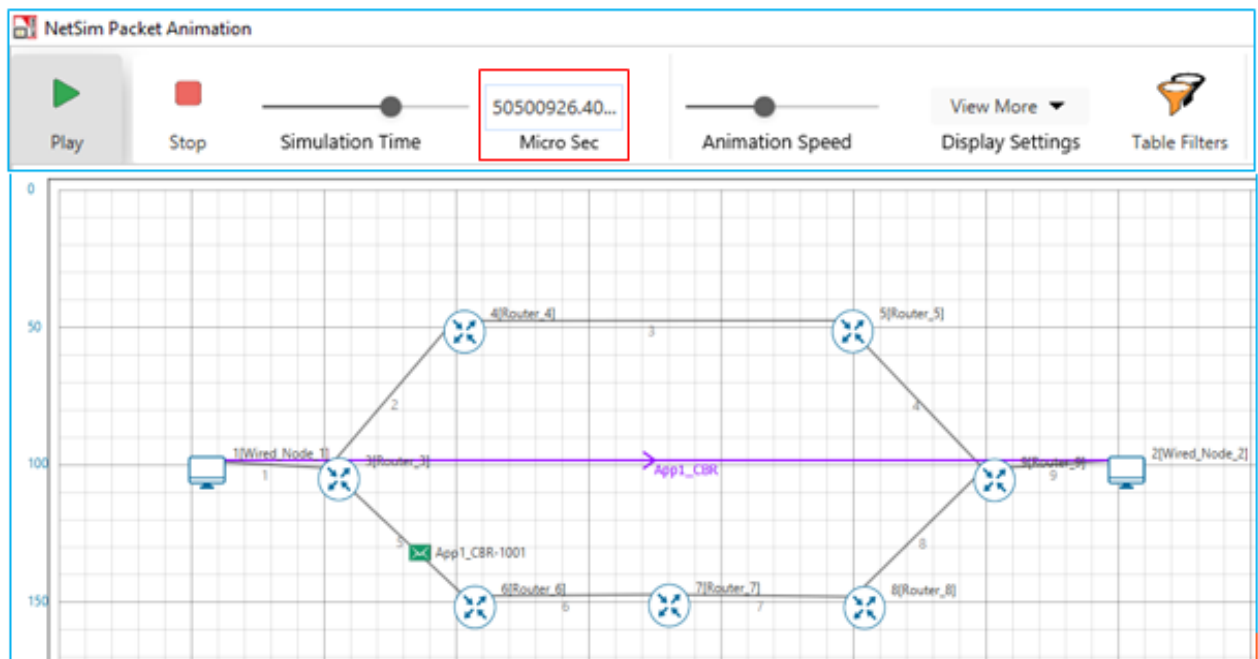 NetSim Packet Animation
50500926.40...
View More
Play
Stop
Simulation Time
Micro Sec
Animation Speed
Display Settings
Table Filters
0
4[Router_4]
5[Router_5]
50
3
2
4
1[Wired_Node_1]
3[Router_3]
9[Router_9]
2[Wired_Node_2]
100
1
App1_CBR
9
5
App1_CBR-1001
8
6[Router_6]
7[Router_7]
8[Router_8]
150
6
7